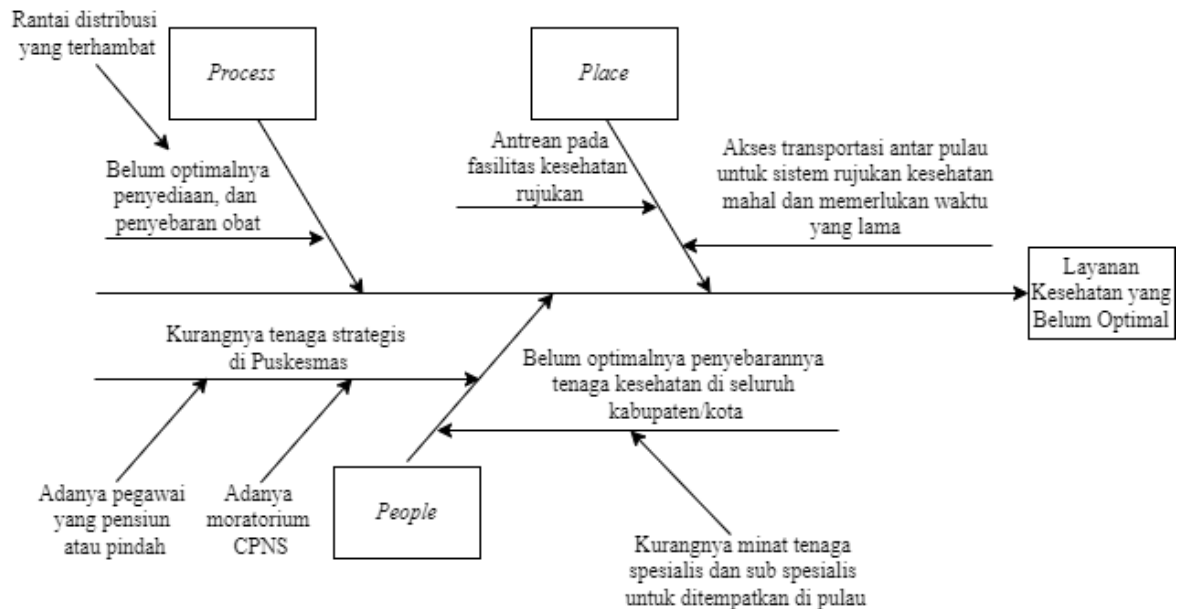 Rantai distribusi
yang terhambat
Process
Place
Belum optimalnya
penyediaan, dan
penyebaran obat
Antrean pada
fasilitas kesehatan
rujukan
Akses transportasi antar pulau
untuk sistem rujukan kesehatan
mahal dan memerlukan waktu
yang lama
Layanan
Kesehatan yang
Belum Optimal
Kurangnya tenaga strategis
di Puskesmas
Belum optimalnya penyebarannya
tenaga kesehatan di seluruh
kabupaten/kota
Adanya pegawai
yang pensiun
atau pindah
Adanya
moratorium
CPNS
People
Kurangnya minat tenaga
spesialis dan sub spesialis
untuk ditempatkan di pulau